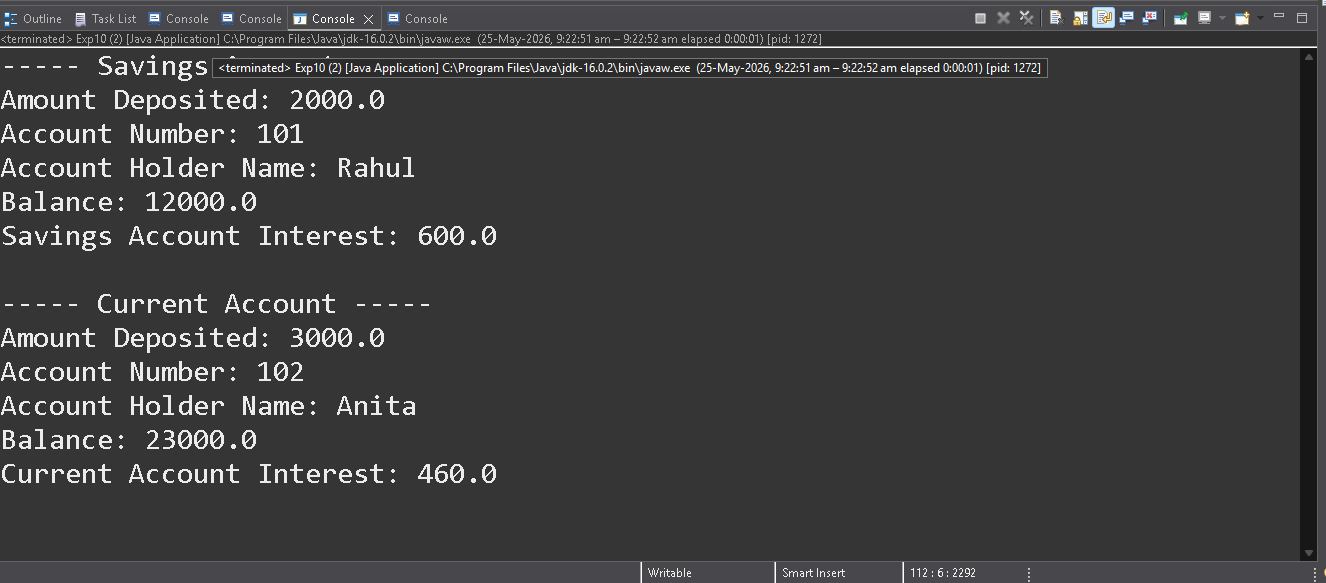 Outline Task List Console Console Console Console
<terminated> Exp10 (2) [Java Application] C:\Program Files\Java\jdk-16.0.2\bin\javaw.exe (25-May-2026, 9:22:51 am – 9:22:52 am elapsed 0:00:01) [pid: 1272]
----- Savings
<terminated> Exp10 (2) [Java Application] C:\Program Files\Java\jdk-16.0.2\bin\javaw.exe (25-May-2026, 9:22:51 am – 9:22:52 am elapsed 0:00:01) [pid: 1272]
Amount Deposited: 2000.0
Account Number: 101
Account Holder Name: Rahul
Balance: 12000.0
Savings Account Interest: 600.0
----- Current Account -----
Amount Deposited: 3000.0
Account Number: 102
Account Holder Name: Anita
Balance: 23000.0
Current Account Interest: 460.0
Writable Smart Insert 112 : 6 : 2292